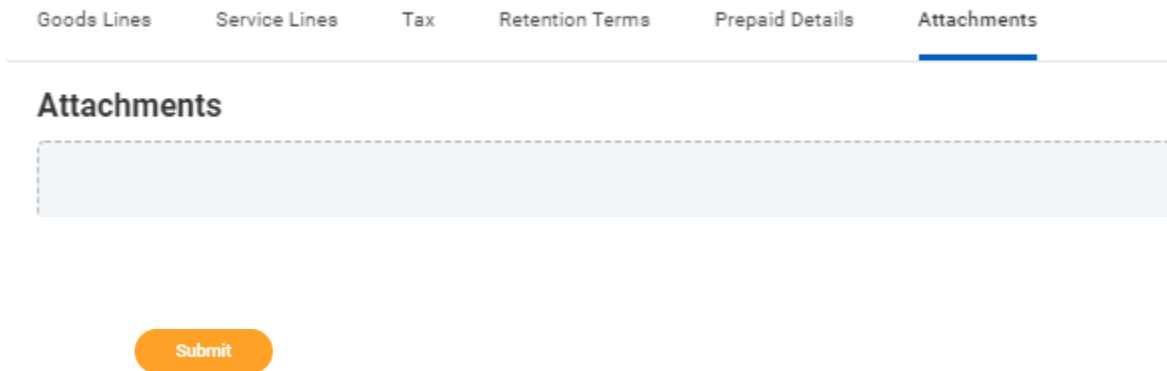 Goods Lines Service Lines Tax Retention Terms Prepaid Details Attachments
Attachments
Submit